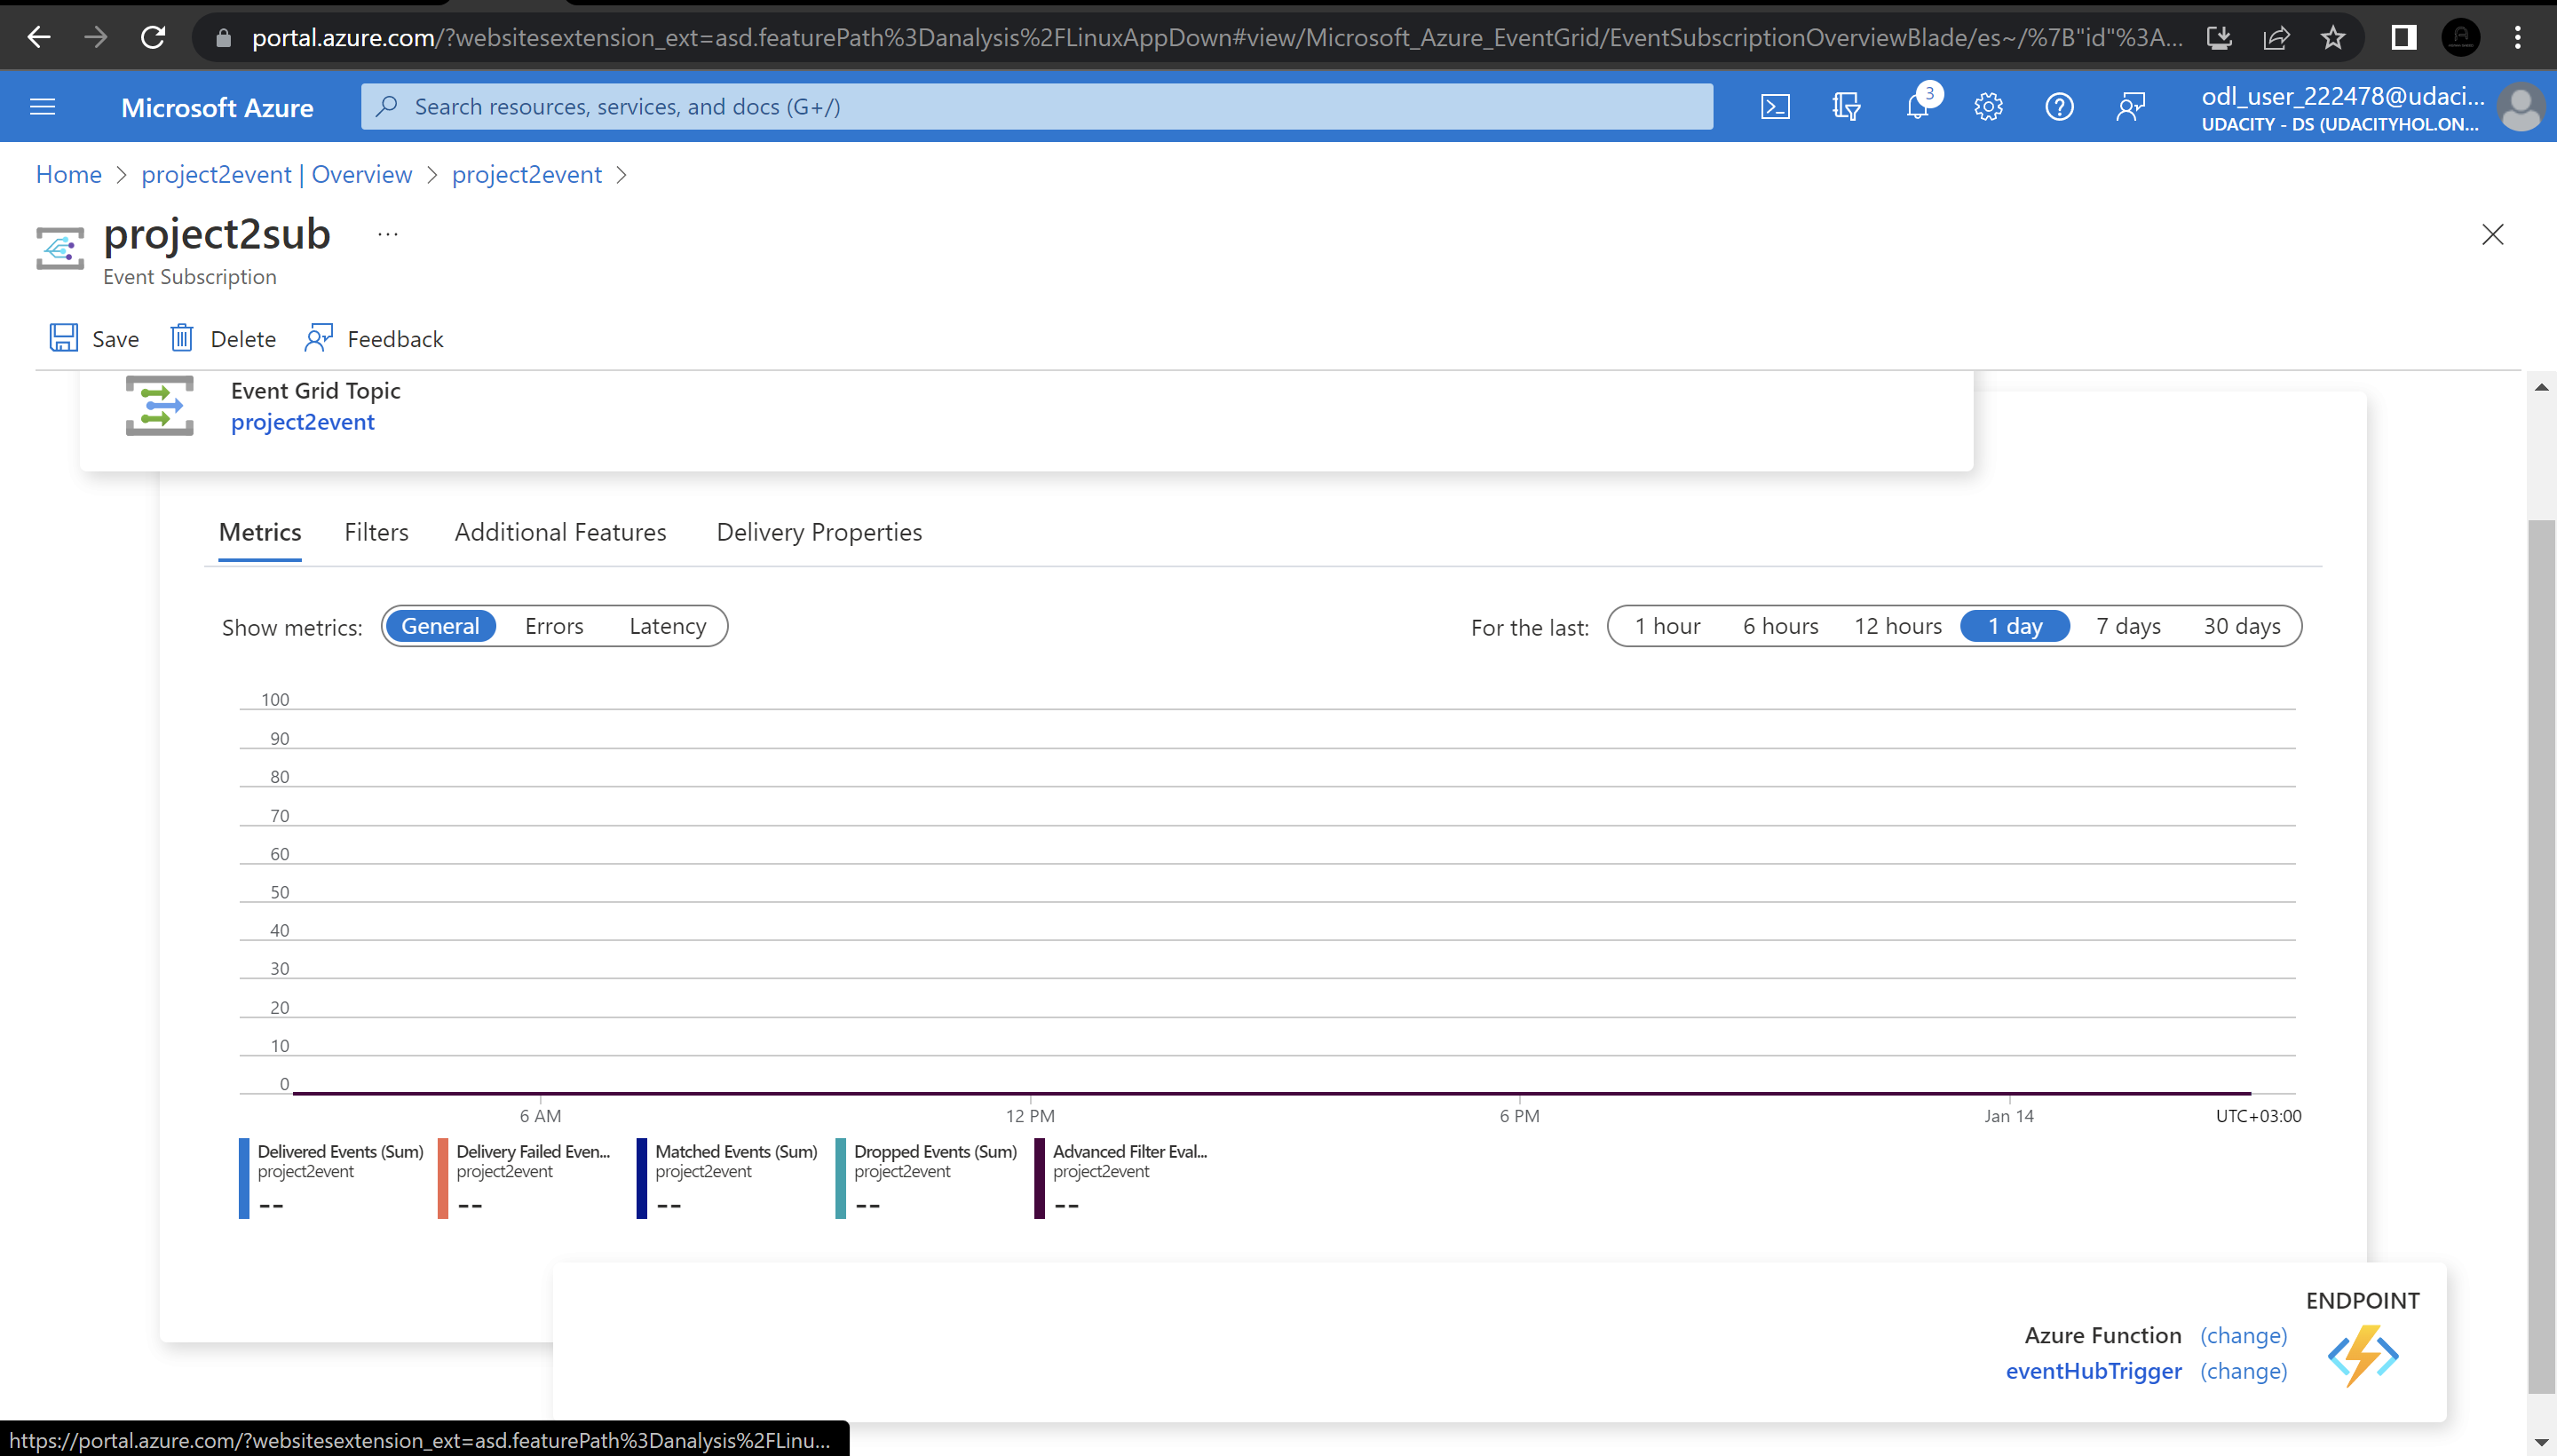 portal.azure.com/?websitesextension_ext=asd.featurePath%3Danalysis%2FLinuxAppDown#view/Microsoft_Azure_EventGrid/EventSubscriptionOverviewBlade/es~/%7B"id"%3A...
Microsoft Azure
Search resources, services, and docs (G+/)
3
odl_user_222478@udaci...
UDACITY - DS (UDACITYHOL.ON...
Home > project2event | Overview > project2event >
project2sub ...
Event Subscription
Save Delete Feedback
Event Grid Topic
project2event
Metrics Filters Additional Features Delivery Properties
Show metrics: General Errors Latency For the last: 1 hour 6 hours 12 hours 1 day 7 days 30 days
100
90
80
70
60
50
40
30
20
10
0
6 AM 12 PM 6 PM Jan 14 UTC+03:00
Delivered Events (Sum) Delivery Failed Even... Matched Events (Sum) Dropped Events (Sum) Advanced Filter Eval...
project2event project2event project2event project2event project2event
-- -- -- -- --
ENDPOINT
Azure Function (change)
eventHubTrigger (change)
https://portal.azure.com/?websitesextension_ext=asd.featurePath%3Danalysis%2FLinu...